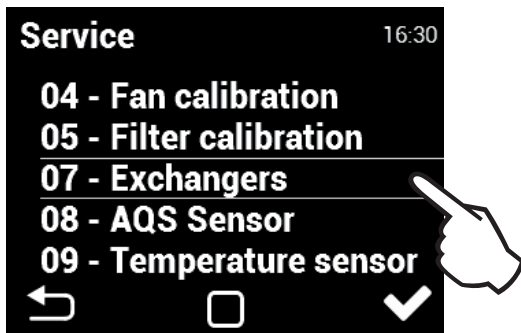 Service 16:30
04 - Fan calibration
05 - Filter calibration
07 - Exchangers
08 - AQS Sensor
09 - Temperature sensor